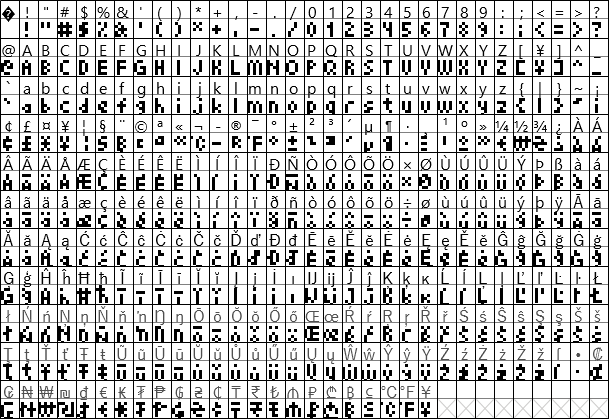 � ! " # $ % & ' ( ) * + , - . / 0 1 2 3 4 5 6 7 8 9 : ; < = > ?
@ A B C D E F G H I J K L M N O P Q R S T U V W X Y Z [ ¥ ] ^ _
` a b c d e f g h i j k l m n o p q r s t u v w x y z { | } ~ ¡
¢ £ ¤ ¥ ¦ § ¨ © ª « ¬ - ® ¯ ° ± ² ³ ´ µ ¶ · ¸ ¹ º » ¼ ½ ¾ ¿ À Á
Â Ã Ä Å Æ Ç È É Ê Ë Ì Í Î Ï Ð Ñ Ò Ó Ô Õ Ö × Ø Ù Ú Û Ü Ý Þ ß à á
â ã ä å æ ç è é ê ë ì í î ï ð ñ ò ó ô õ ö ÷ ø ù ú û ü ý þ ÿ Ā ā
Ă ă Ą ą Ć ć Ĉ ĉ Ċ ċ Č č Ď ď Đ đ Ē ē Ĕ ĕ Ė ė Ę ę Ě ě Ĝ ĝ Ğ ğ Ġ ġ
Ģ ģ Ĥ ĥ Ħ ħ Ĩ ĩ Ī ī Ĭ ĭ Į į İ ı Ĳ ĳ Ĵ ĵ Ķ ķ ĸ Ĺ ĺ Ļ ļ Ľ ľ Ŀ ŀ Ł
ł Ń ń Ņ ņ Ň ň ŉ Ŋ ŋ Ō ō Ŏ ŏ Ő ő Œ œ Ŕ ŕ Ŗ ŗ Ř ř Ś ś Ŝ ŝ Ş ş Š š
Ţ ţ Ť ť Ŧ ŧ Ũ ũ Ū ū Ŭ ŭ Ů ů Ű ű Ų ų Ŵ ŵ Ŷ ŷ Ÿ Ź ź Ż ż Ž ž ſ • ₡
₦ ₩ ₪ ₫ € ₭ ₮ ₱ ₲ ₴ ₵ ₸ ₹ ₺ ₼ ₽ ₿ ℃ ℉ ¥